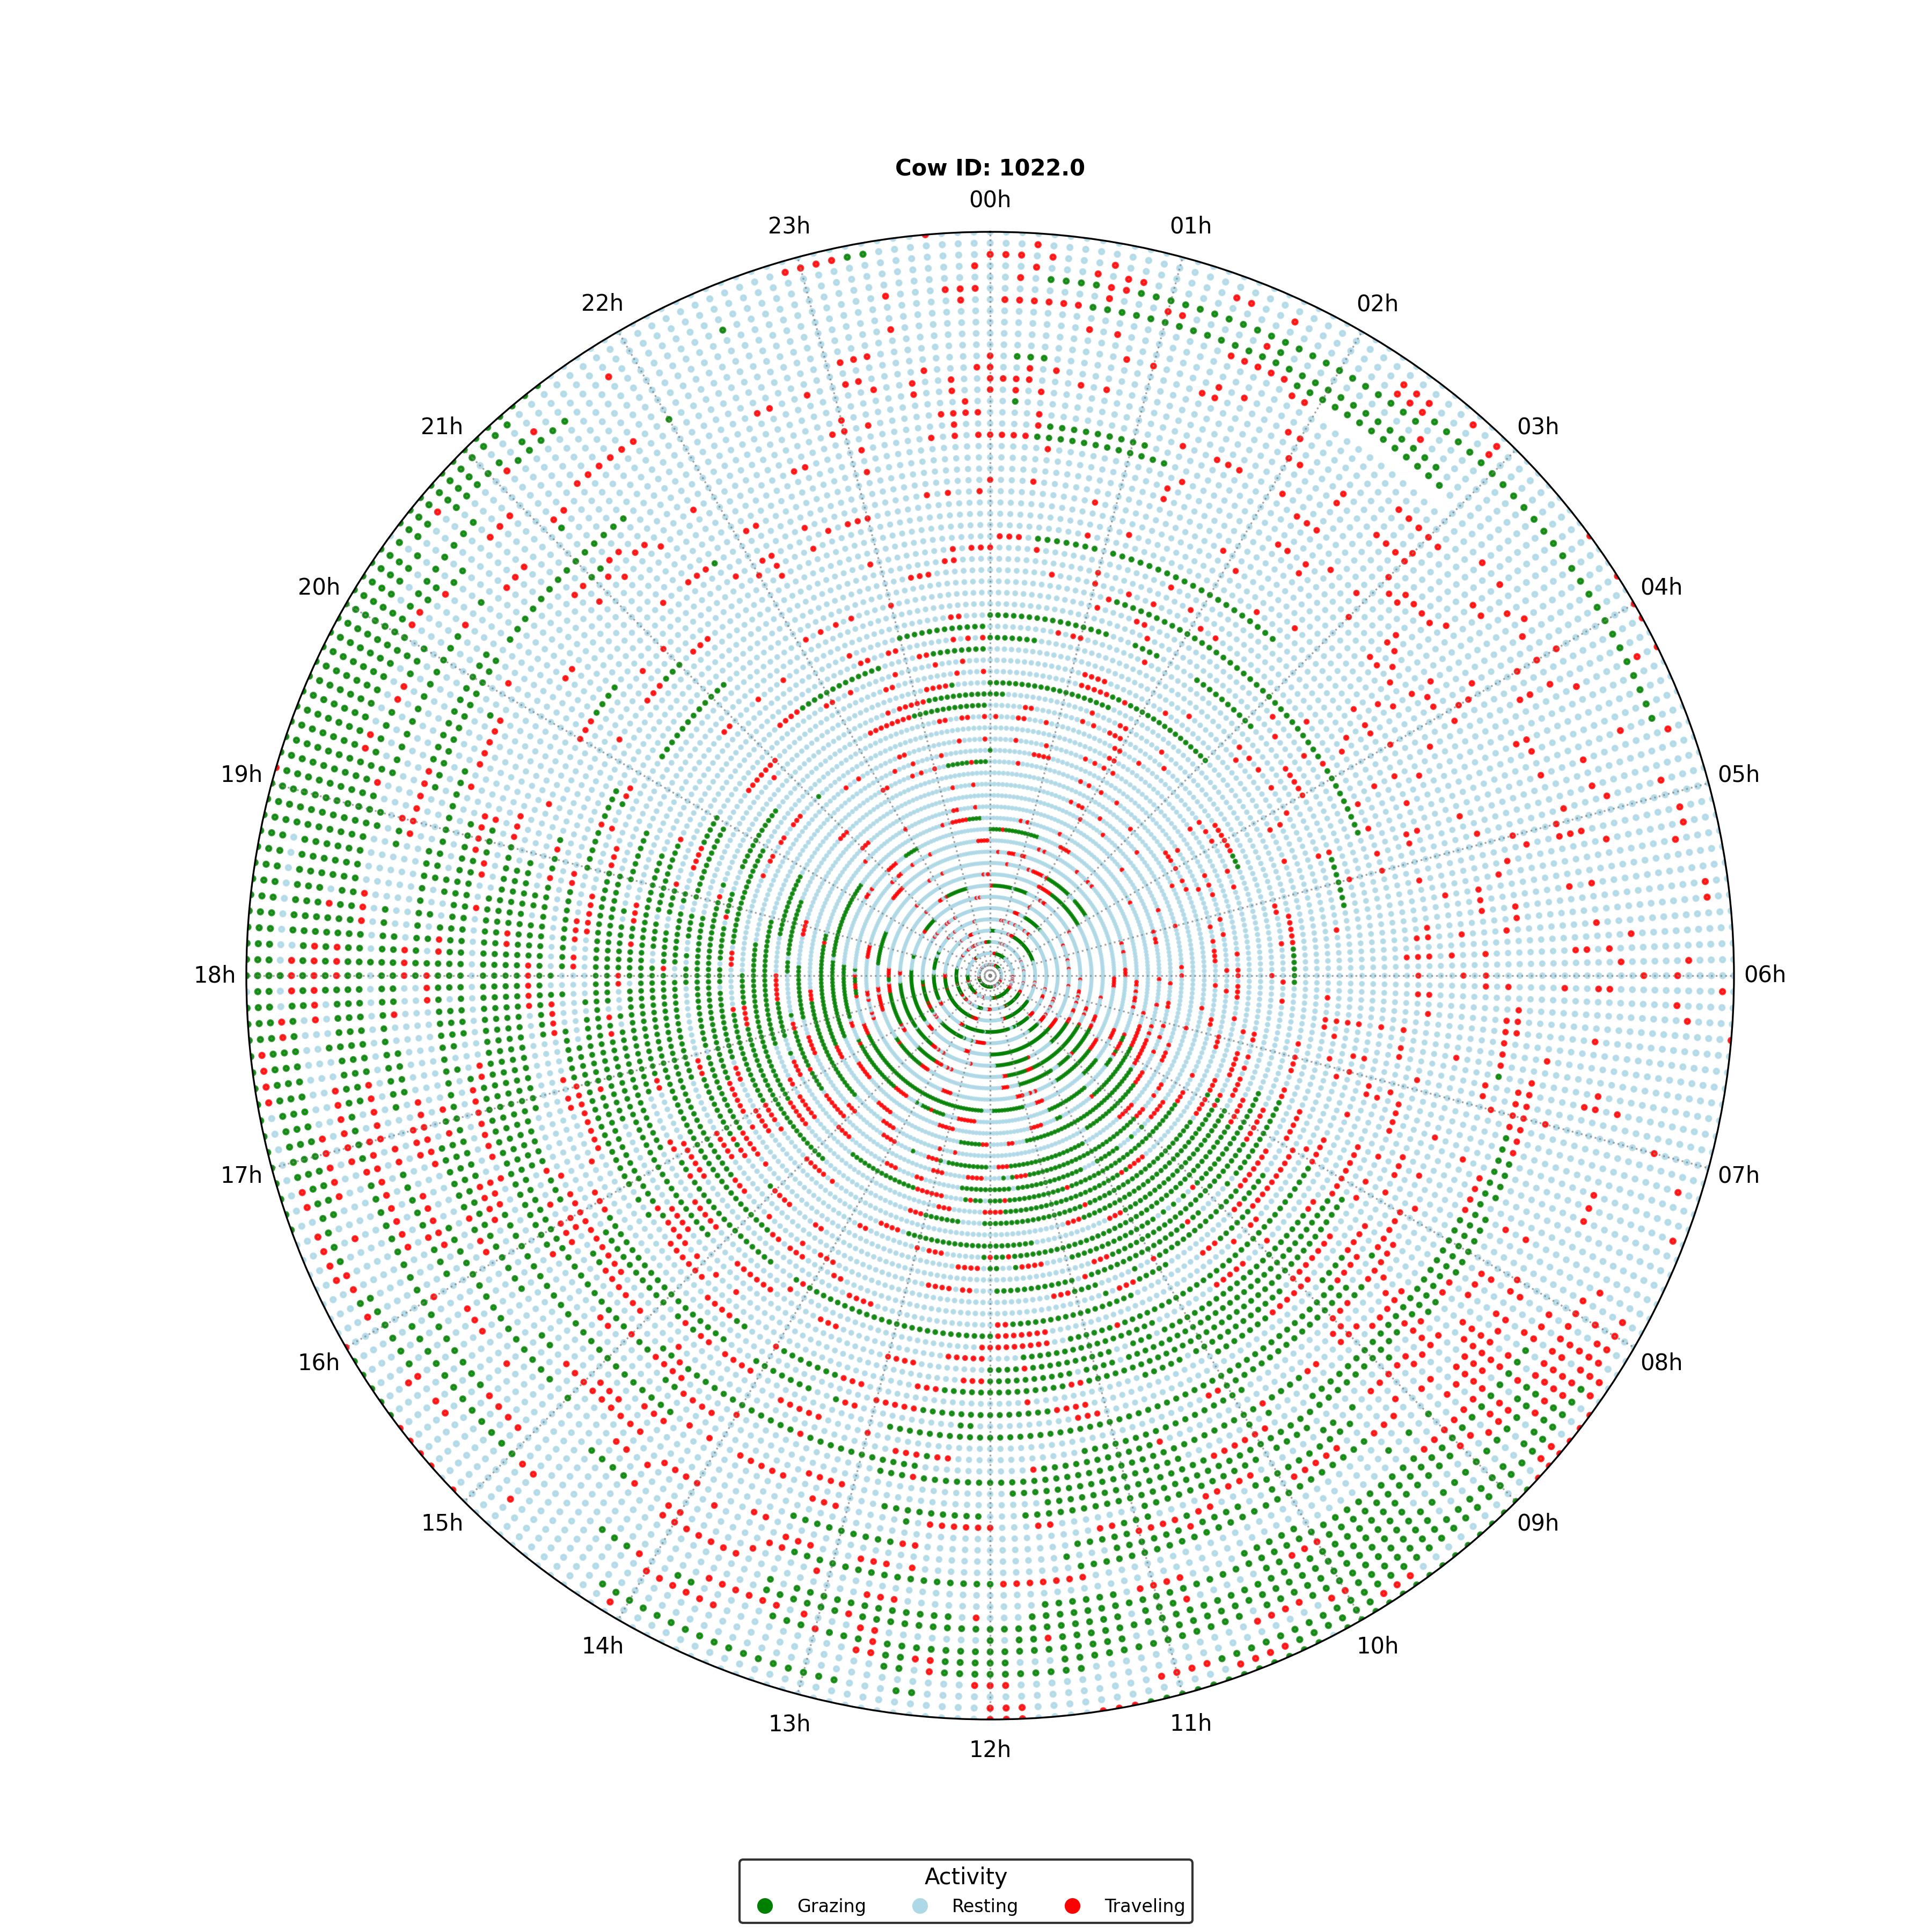 Cow ID: 1022.0
00h
01h
02h
03h
04h
05h
06h
07h
08h
09h
10h
11h
12h
13h
14h
15h
16h
17h
18h
19h
20h
21h
22h
23h
Activity
Grazing Resting Traveling